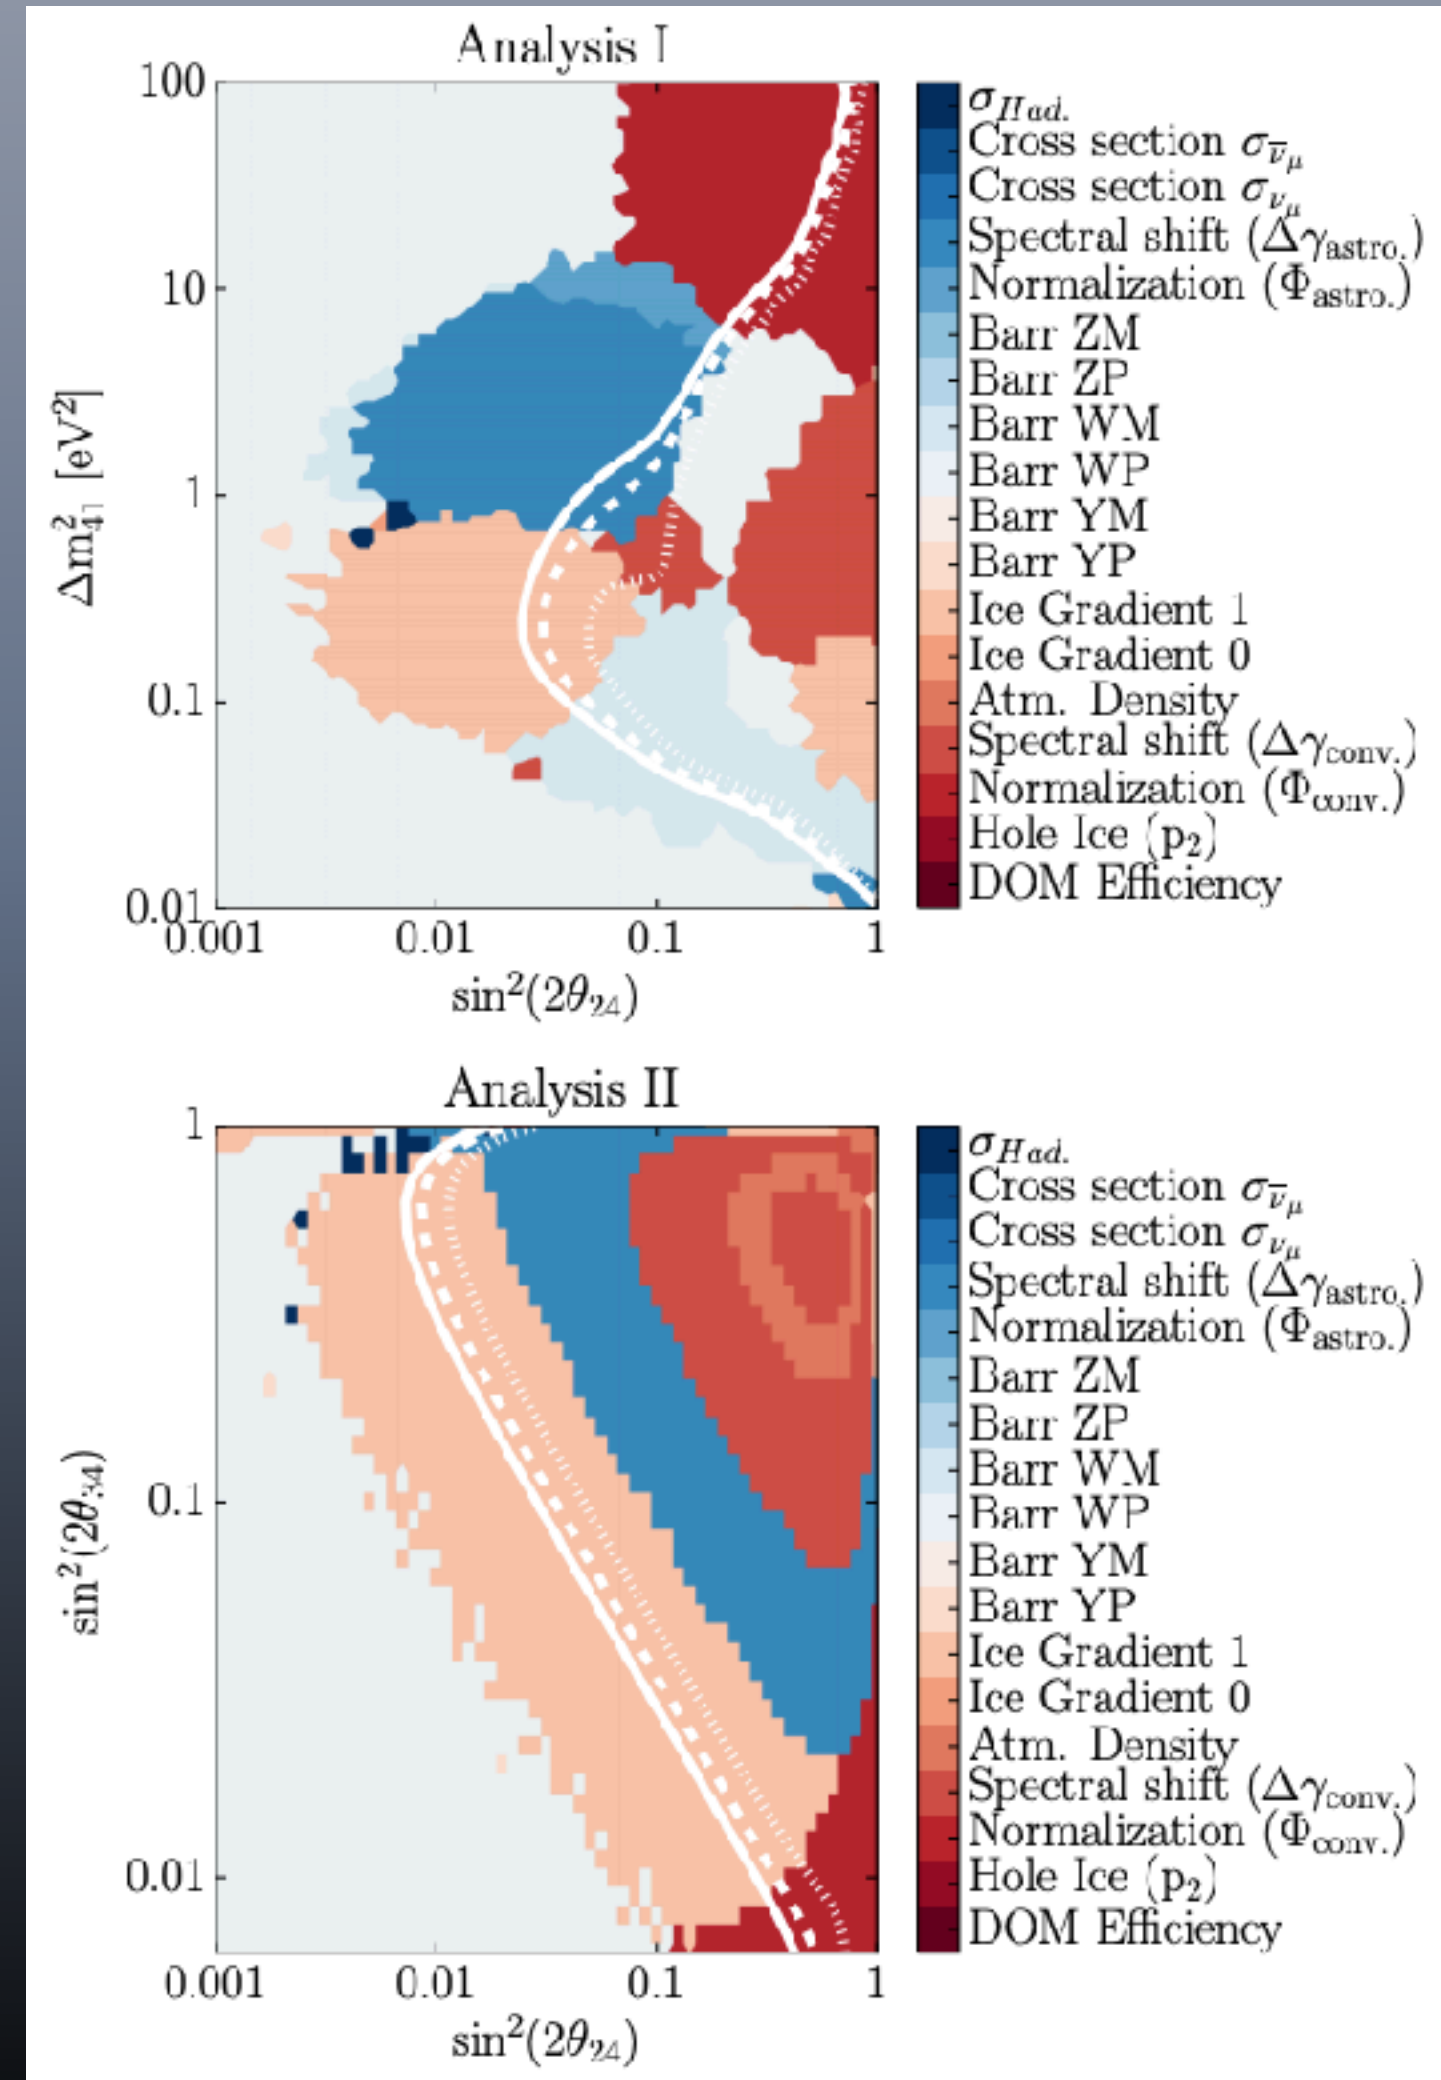 Analysis I
100
10
1
0.1
0.01
Δm²₄₁ [eV²]
0.001 0.01 0.1 1
sin²(2θ₂₄)
σ_Had.
Cross section σ_ν̅_μ
Cross section σ_ν_μ
Spectral shift (Δγ_astro.)
Normalization (Φ_astro.)
Barr ZM
Barr ZP
Barr WM
Barr WP
Barr YM
Barr YP
Ice Gradient 1
Ice Gradient 0
Atm. Density
Spectral shift (Δγ_conv.)
Normalization (Φ_conv.)
Hole Ice (p₂)
DOM Efficiency
Analysis II
1
0.1
0.01
sin²(2θ₃₄)
0.001 0.01 0.1 1
sin²(2θ₂₄)
σ_Had.
Cross section σ_ν̅_μ
Cross section σ_ν_μ
Spectral shift (Δγ_astro.)
Normalization (Φ_astro.)
Barr ZM
Barr ZP
Barr WM
Barr WP
Barr YM
Barr YP
Ice Gradient 1
Ice Gradient 0
Atm. Density
Spectral shift (Δγ_conv.)
Normalization (Φ_conv.)
Hole Ice (p₂)
DOM Efficiency